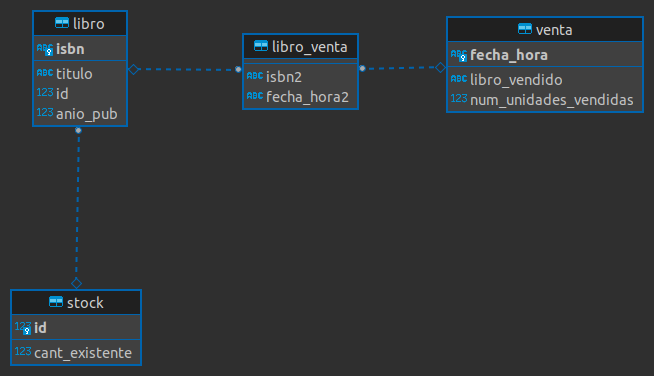 libro
ABC isbn
ABC titulo
123 id
123 anio_pub
libro_venta
ABC isbn2
ABC fecha_hora2
venta
ABC fecha_hora
ABC libro_vendido
123 num_unidades_vendidas
stock
123 id
123 cant_existente